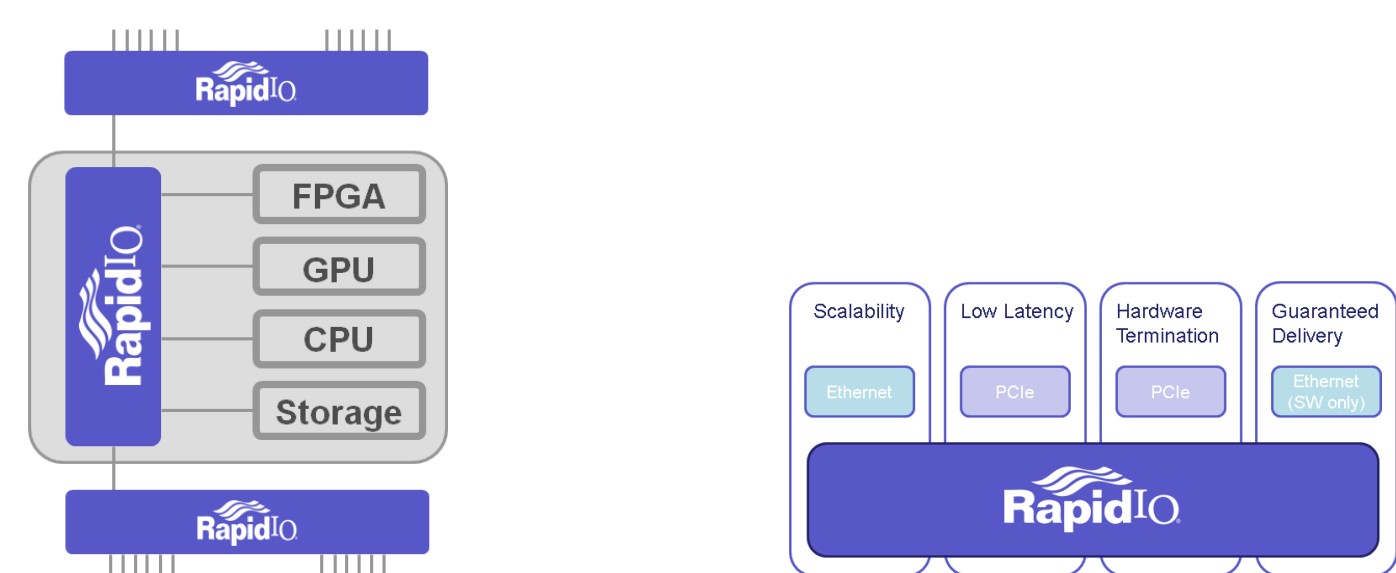 RapidIO
RapidIO
FPGA
GPU
CPU
Storage
RapidIO
Scalability
Ethernet
Low Latency
PCIe
Hardware
Termination
PCIe
Guaranteed
Delivery
Ethernet
(SW only)
RapidIO